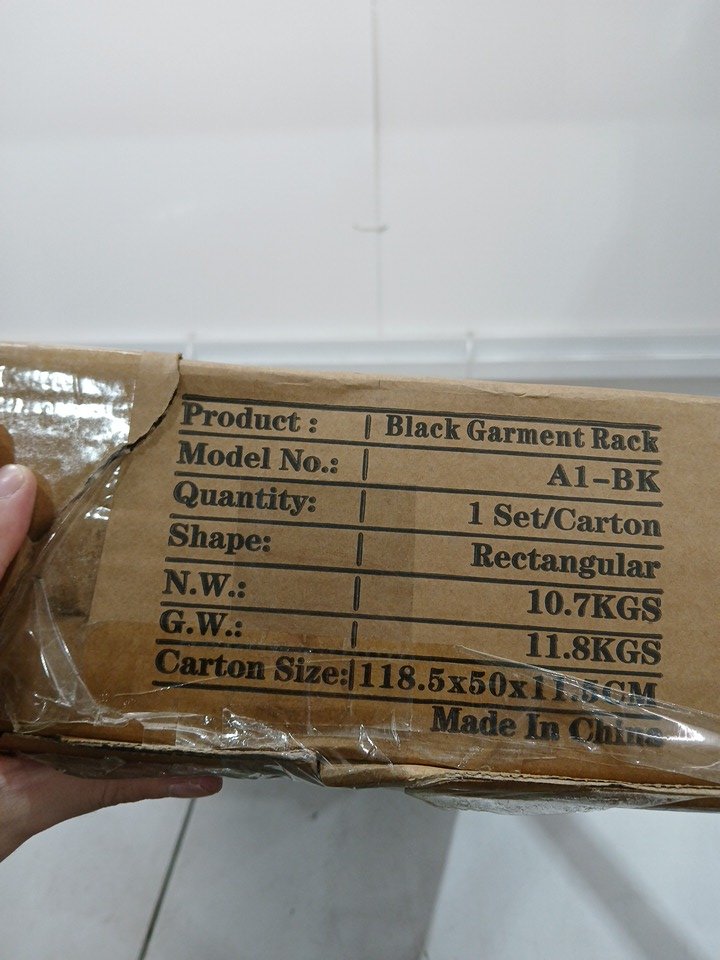 Product : | Black Garment Rack
Model No.: | A1-BK
Quantity: | 1 Set/Carton
Shape: | Rectangular
N.W.: | 10.7KGS
G.W.: | 11.8KGS
Carton Size: | 118.5x50x11.5CM
Made In China